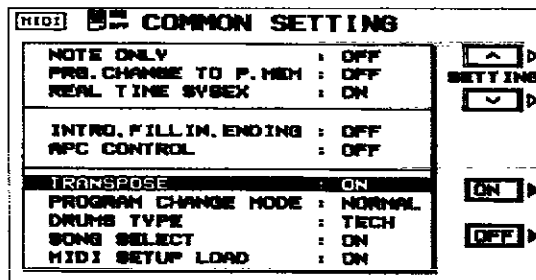 MIDI COMMON SETTING
NOTE ONLY : OFF
PRG.CHANGE TO P.MEM : OFF
REAL TIME SYSEX : ON
SETTING
INTRO,FILLIN,ENDING : OFF
APC CONTROL : OFF
TRANSPOSE : ON
ON
PROGRAM CHANGE MODE : NORMAL
DRUMS TYPE : TECH
OFF
SONG SELECT : ON
MIDI SETUP LOAD : ON